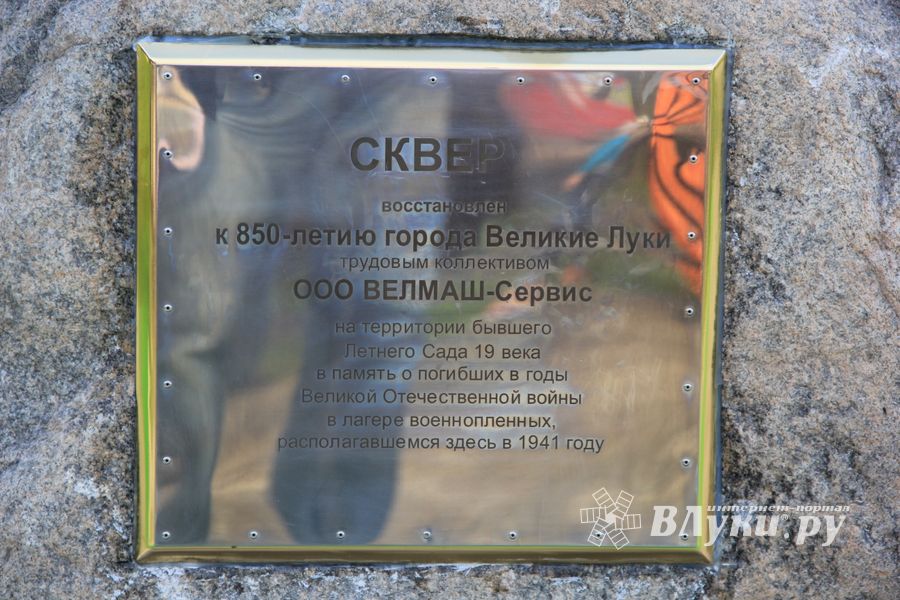 СКВЕР
восстановлен
к 850-летию города Великие Луки
трудовым коллективом
ООО ВЕЛМАШ-Сервис
на территории бывшего
Летнего Сада 19 века
в память о погибших в годы
Великой Отечественной войны
в лагере военнопленных,
располагавшемся здесь в 1941 году
интернет-портал
ВЛуки.ру